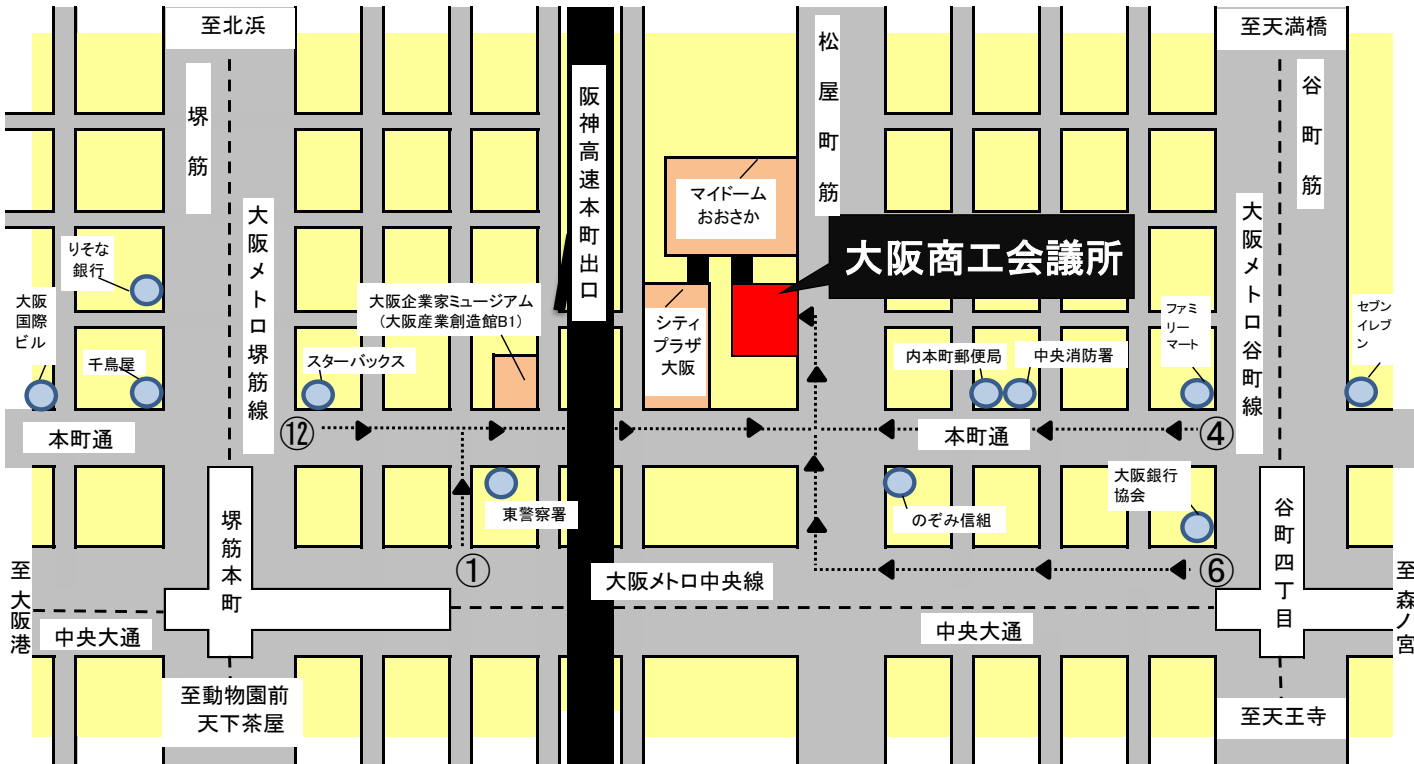 至北浜
至天満橋
堺筋
阪神高速本町出口
松屋町筋
谷町筋
大阪メトロ堺筋線
マイドーム
おおさか
大阪商工会議所
大阪メトロ谷町線
りそな
銀行
大阪
国際
ビル
千鳥屋
スターバックス
大阪企業家ミュージアム
(大阪産業創造館B1)
シティ
プラザ
大阪
内本町郵便局
中央消防署
ファミ
リー
マート
セブン
イレブ
ン
本町通
⑫
本町通
④
堺筋本町
東警察署
のぞみ信組
大阪銀行
協会
谷町四丁目
①
⑥
至大阪港
大阪メトロ中央線
至森ノ宮
中央大通
中央大通
至動物園前
天下茶屋
至天王寺